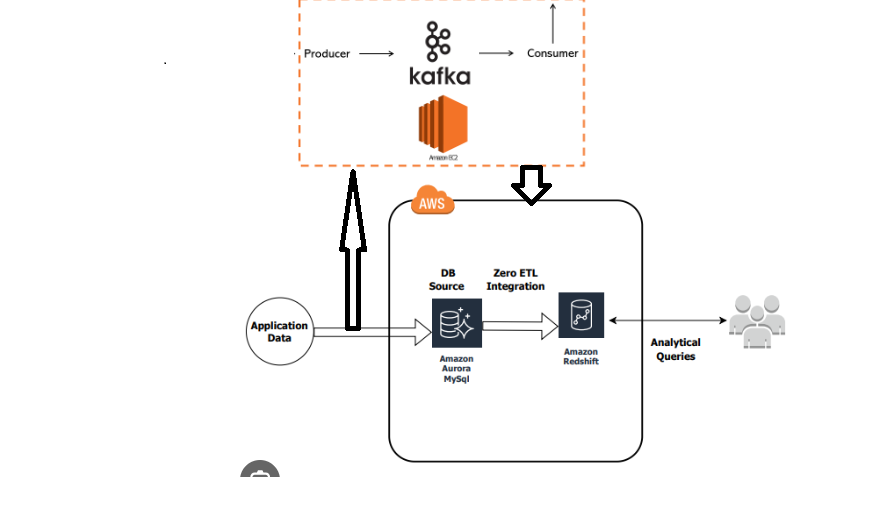 Producer
kafka
Consumer
Amazon EC2
AWS
DB
Source
Zero ETL
Integration
Application
Data
Amazon
Aurora
MySql
Amazon
Redshift
Analytical
Queries